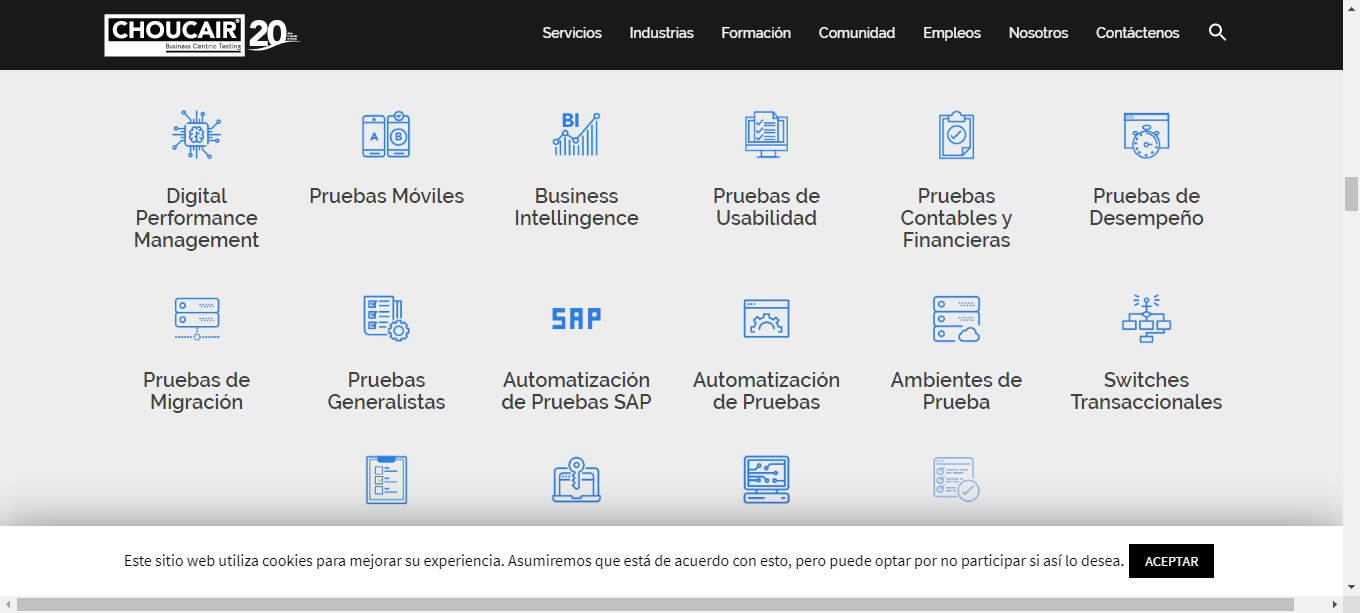 CHOUCAIR®
Business Centric Testing
20
Servicios
Industrias
Formación
Comunidad
Empleos
Nosotros
Contáctenos
A
B
BI
Digital
Performance
Management
Pruebas Móviles
Business
Intellingence
Pruebas de
Usabilidad
Pruebas
Contables y
Financieras
Pruebas de
Desempeño
SAP
Pruebas de
Migración
Pruebas
Generalistas
Automatización
de Pruebas SAP
Automatización
de Pruebas
Ambientes de
Prueba
Switches
Transaccionales
Este sitio web utiliza cookies para mejorar su experiencia. Asumiremos que está de acuerdo con esto, pero puede optar por no participar si así lo desea.
ACEPTAR